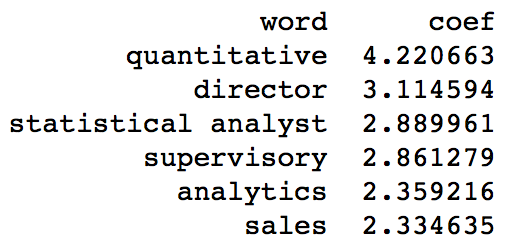 word coef
quantitative 4.220663
director 3.114594
statistical analyst 2.889961
supervisory 2.861279
analytics 2.359216
sales 2.334635